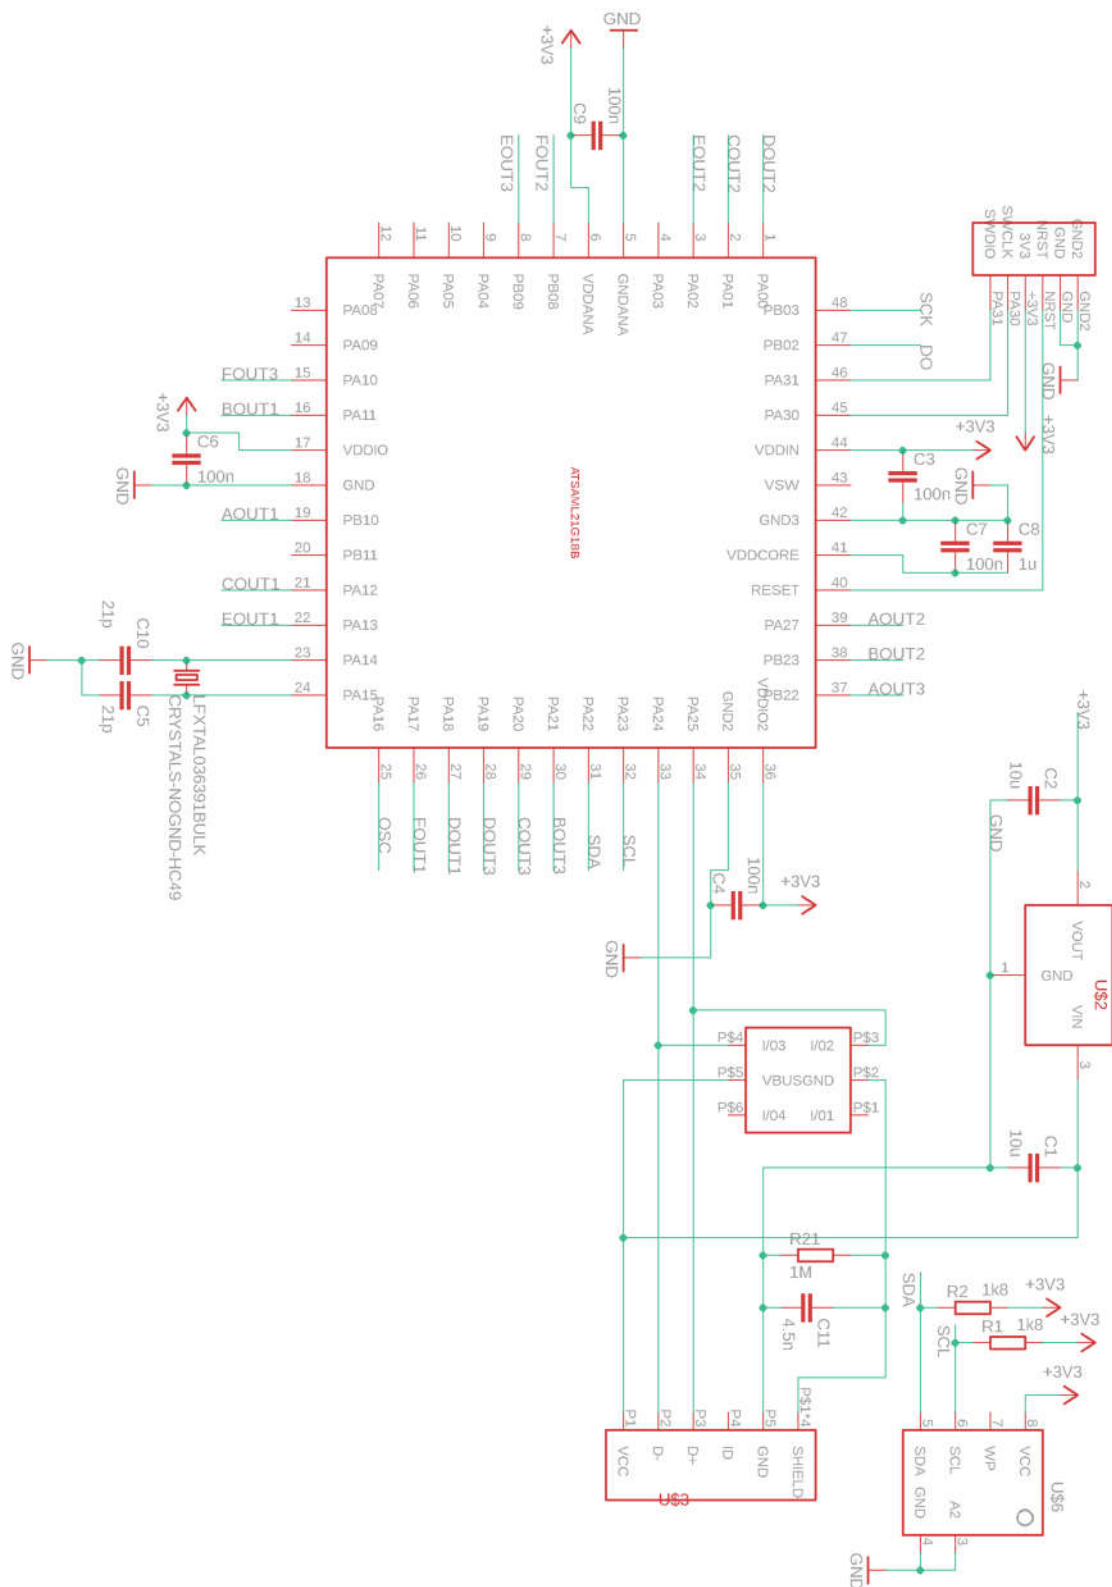 GND
+3V3
C9
100n
EOUT3
FOUT2
EOUT2
COUT2
DOUT2
12
11
10
9
8
7
6
5
4
3
2
1
PA07
PA06
PA05
PA04
PB09
PB08
VDDANA
GNDANA
PA03
PA02
PA01
PA00
SWDIO
SWCLK
3V3
NRST
GND
GND2
PA31
PA30
+3V3
NRST
GND
GND2
GND
+3V3
13 PA08
14 PA09
FOUT3 15 PA10
BOUT1 16 PA11
17 VDDIO
18 GND
AOUT1 19 PB10
20 PB11
COUT1 21 PA12
EOUT1 22 PA13
23 PA14
24 PA15
+3V3
C6
100n
GND
GND
21p
C10
21p
C5
LFXTAL036391BULK
CRYSTALS-NOGND-HC49
ATSAML21G18B
PB03 48 SCK
PB02 47 DO
PA31 46
PA30 45
VDDIN 44 +3V3
VSW 43
GND3 42
VDDCORE 41
RESET 40
PA27 39 AOUT2
PB23 38 BOUT2
PB22 37 AOUT3
C3
100n
GND
C7
100n
C8
1u
PA16
PA17
PA18
PA19
PA20
PA21
PA22
PA23
PA24
PA25
GND2
VDDIO2
25
26
27
28
29
30
31
32
33
34
35
36
OSC
FOUT1
DOUT1
DOUT3
COUT3
BOUT3
SDA
SCL
C4
100n
+3V3
GND
+3V3
10u
C2
GND
2
VOUT
1 GND
U$2
VIN
3
P$4 I/03 I/02 P$3
P$5 VBUSGND P$2
P$6 I/04 I/01 P$1
10u
C1
R21
1M
4.5n
C11
SDA
R2 1k8 +3V3
SCL
R1 1k8 +3V3
+3V3
P1
P2
P3
P4
P5
P$1*4
VCC
D-
D+
ID
GND
SHIELD
U$3
5
6
7
8
SDA
SCL
WP
VCC
GND
A2
U$6
4
3
GND